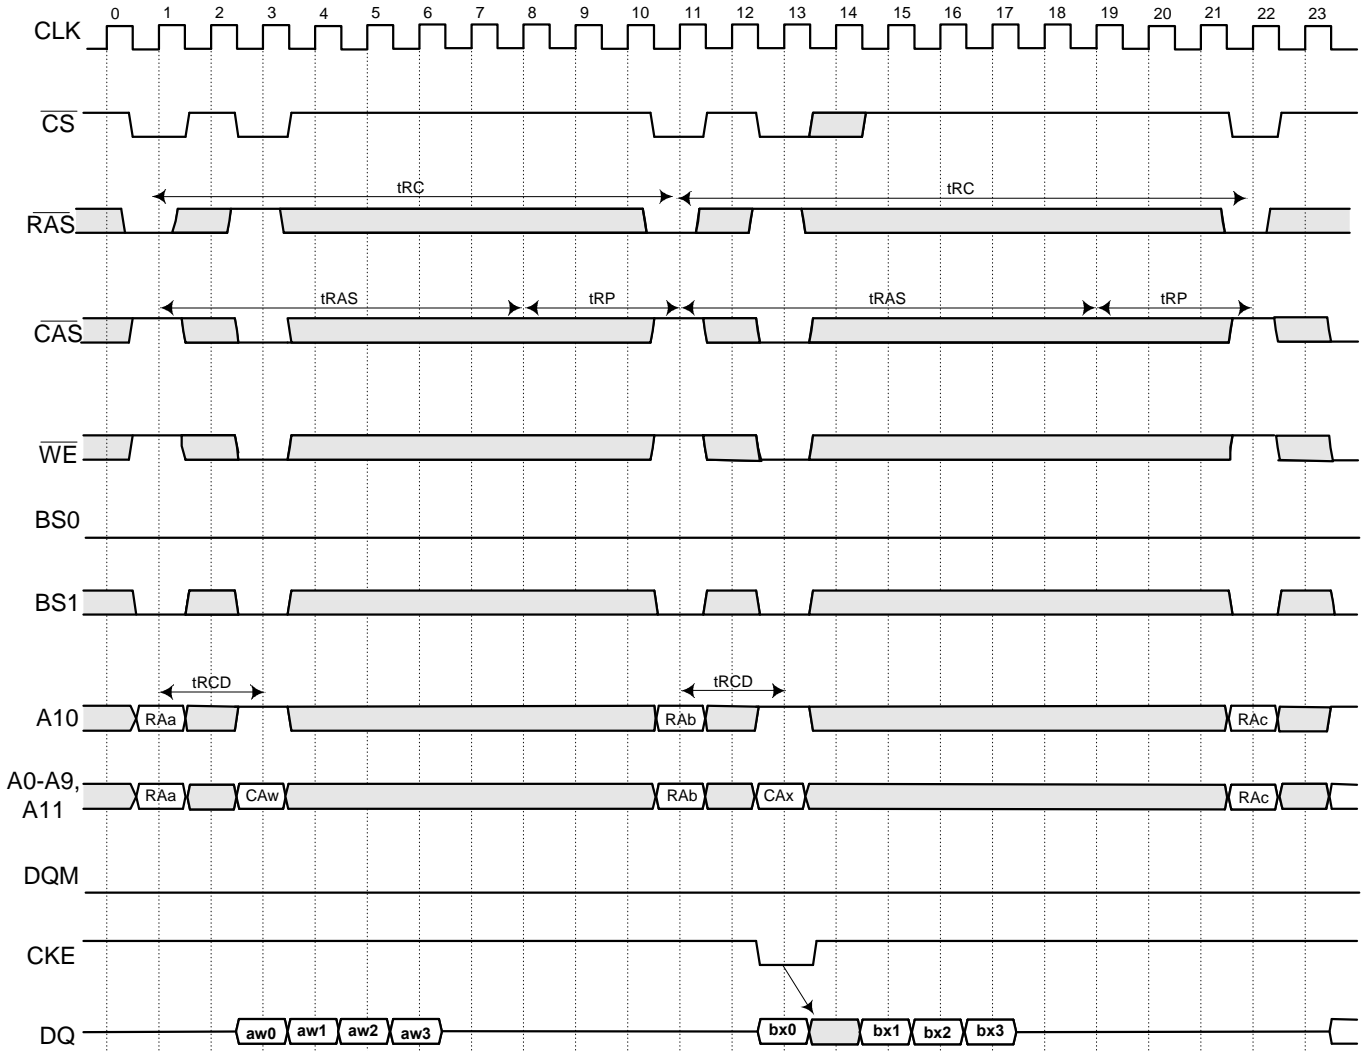 0 1 2 3 4 5 6 7 8 9 10 11 12 13 14 15 16 17 18 19 20 21 22 23
CLK
CS
tRC tRC
RAS
tRAS tRP tRAS tRP
CAS
WE
BS0
BS1
tRCD tRCD
A10 RAa RAb RAc
A0-A9,
A11 RAa CAw RAb CAx RAc
DQM
CKE
DQ aw0 aw1 aw2 aw3 bx0 bx1 bx2 bx3